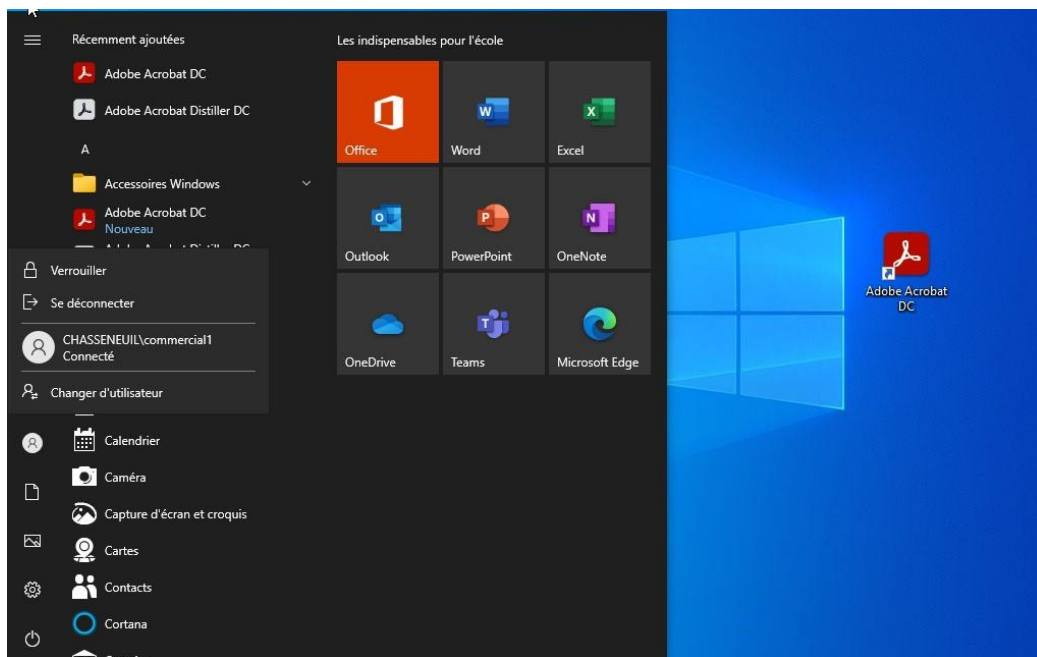 Récemment ajoutées
Adobe Acrobat DC
Adobe Acrobat Distiller DC
A
Accessoires Windows
Adobe Acrobat DC
Nouveau
Verrouiller
Se déconnecter
CHASSENEUIL\commercial1
Connecté
Changer d'utilisateur
Calendrier
Caméra
Capture d'écran et croquis
Cartes
Contacts
Cortana
Les indispensables pour l'école
Office
Word
Excel
Outlook
PowerPoint
OneNote
OneDrive
Teams
Microsoft Edge
Adobe Acrobat
DC